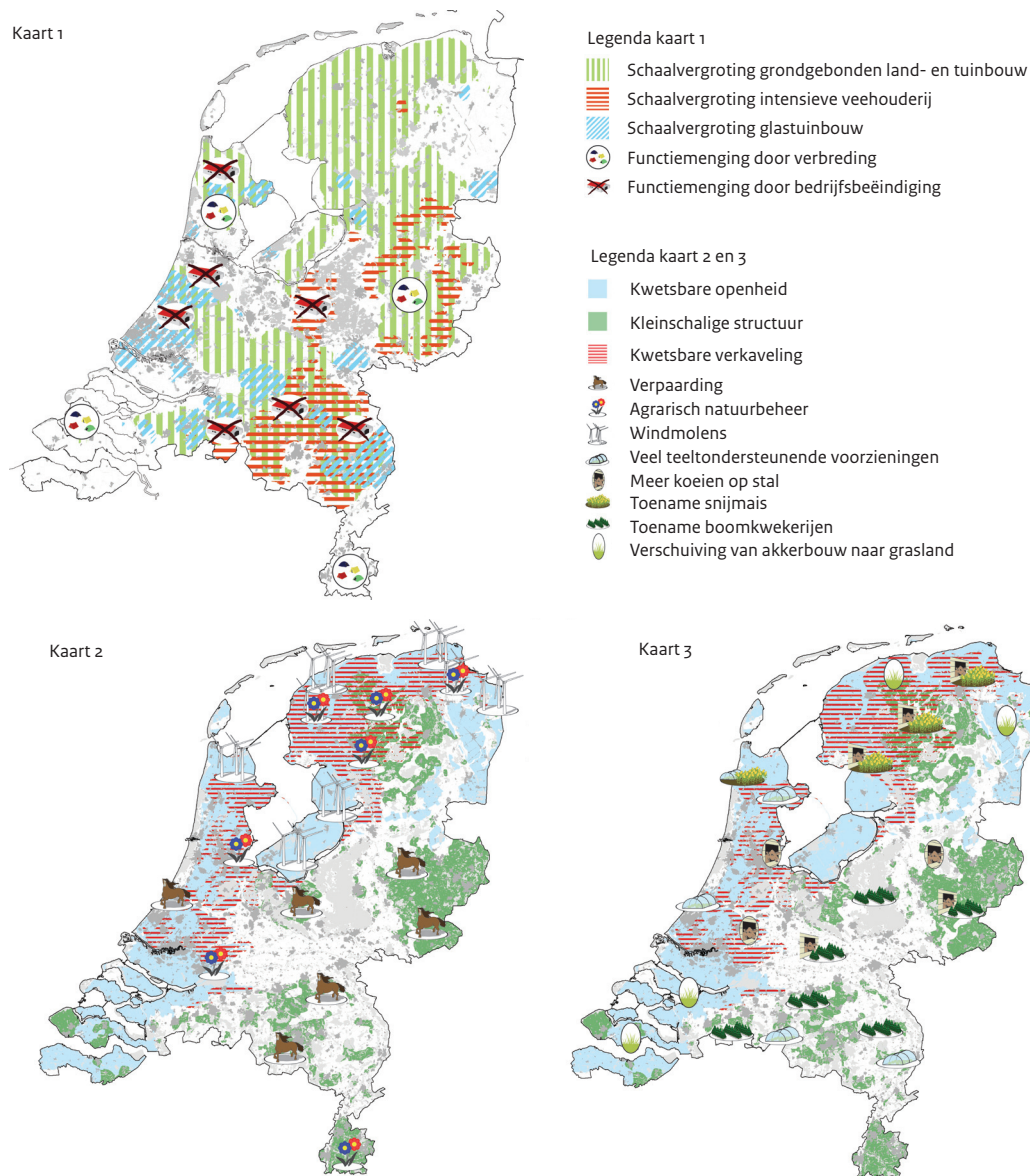 Kaart 1
Legenda kaart 1
Schaalvergroting grondgebonden land- en tuinbouw
Schaalvergroting intensieve veehouderij
Schaalvergroting glastuinbouw
Functiemenging door verbreding
Functiemenging door bedrijfsbeëindiging
Legenda kaart 2 en 3
Kwetsbare openheid
Kleinschalige structuur
Kwetsbare verkaveling
Verpaarding
Agrarisch natuurbeheer
Windmolens
Veel teeltondersteunende voorzieningen
Meer koeien op stal
Toename snijmais
Toename boomkwekerijen
Verschuiving van akkerbouw naar grasland
Kaart 2
Kaart 3